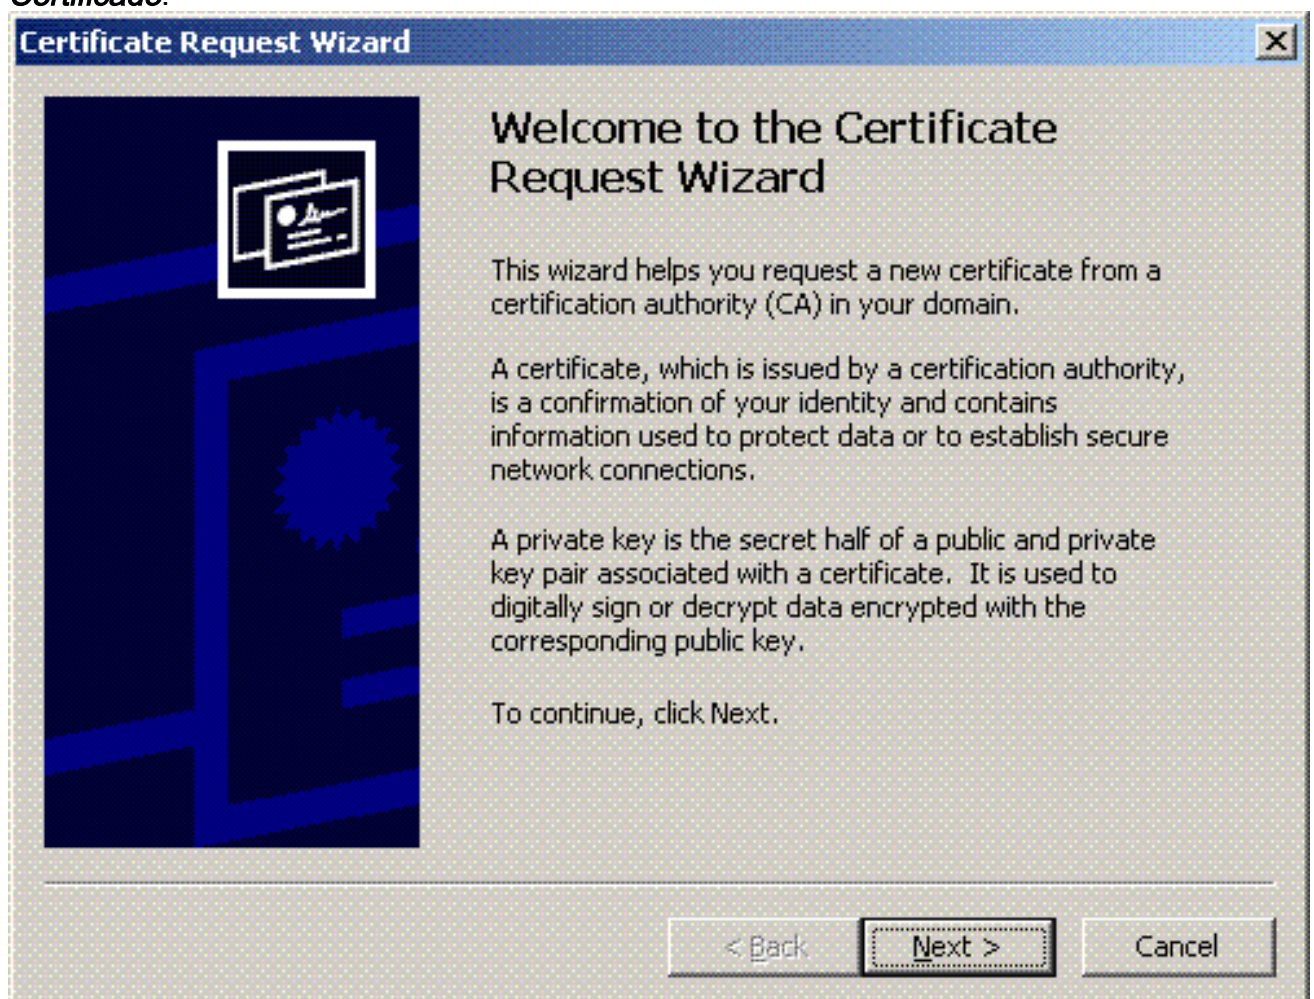 Certificado.
Certificate Request Wizard
Welcome to the Certificate
Request Wizard
This wizard helps you request a new certificate from a
certification authority (CA) in your domain.
A certificate, which is issued by a certification authority,
is a confirmation of your identity and contains
information used to protect data or to establish secure
network connections.
A private key is the secret half of a public and private
key pair associated with a certificate.  It is used to
digitally sign or decrypt data encrypted with the
corresponding public key.
To continue, click Next.
< Back
Next >
Cancel